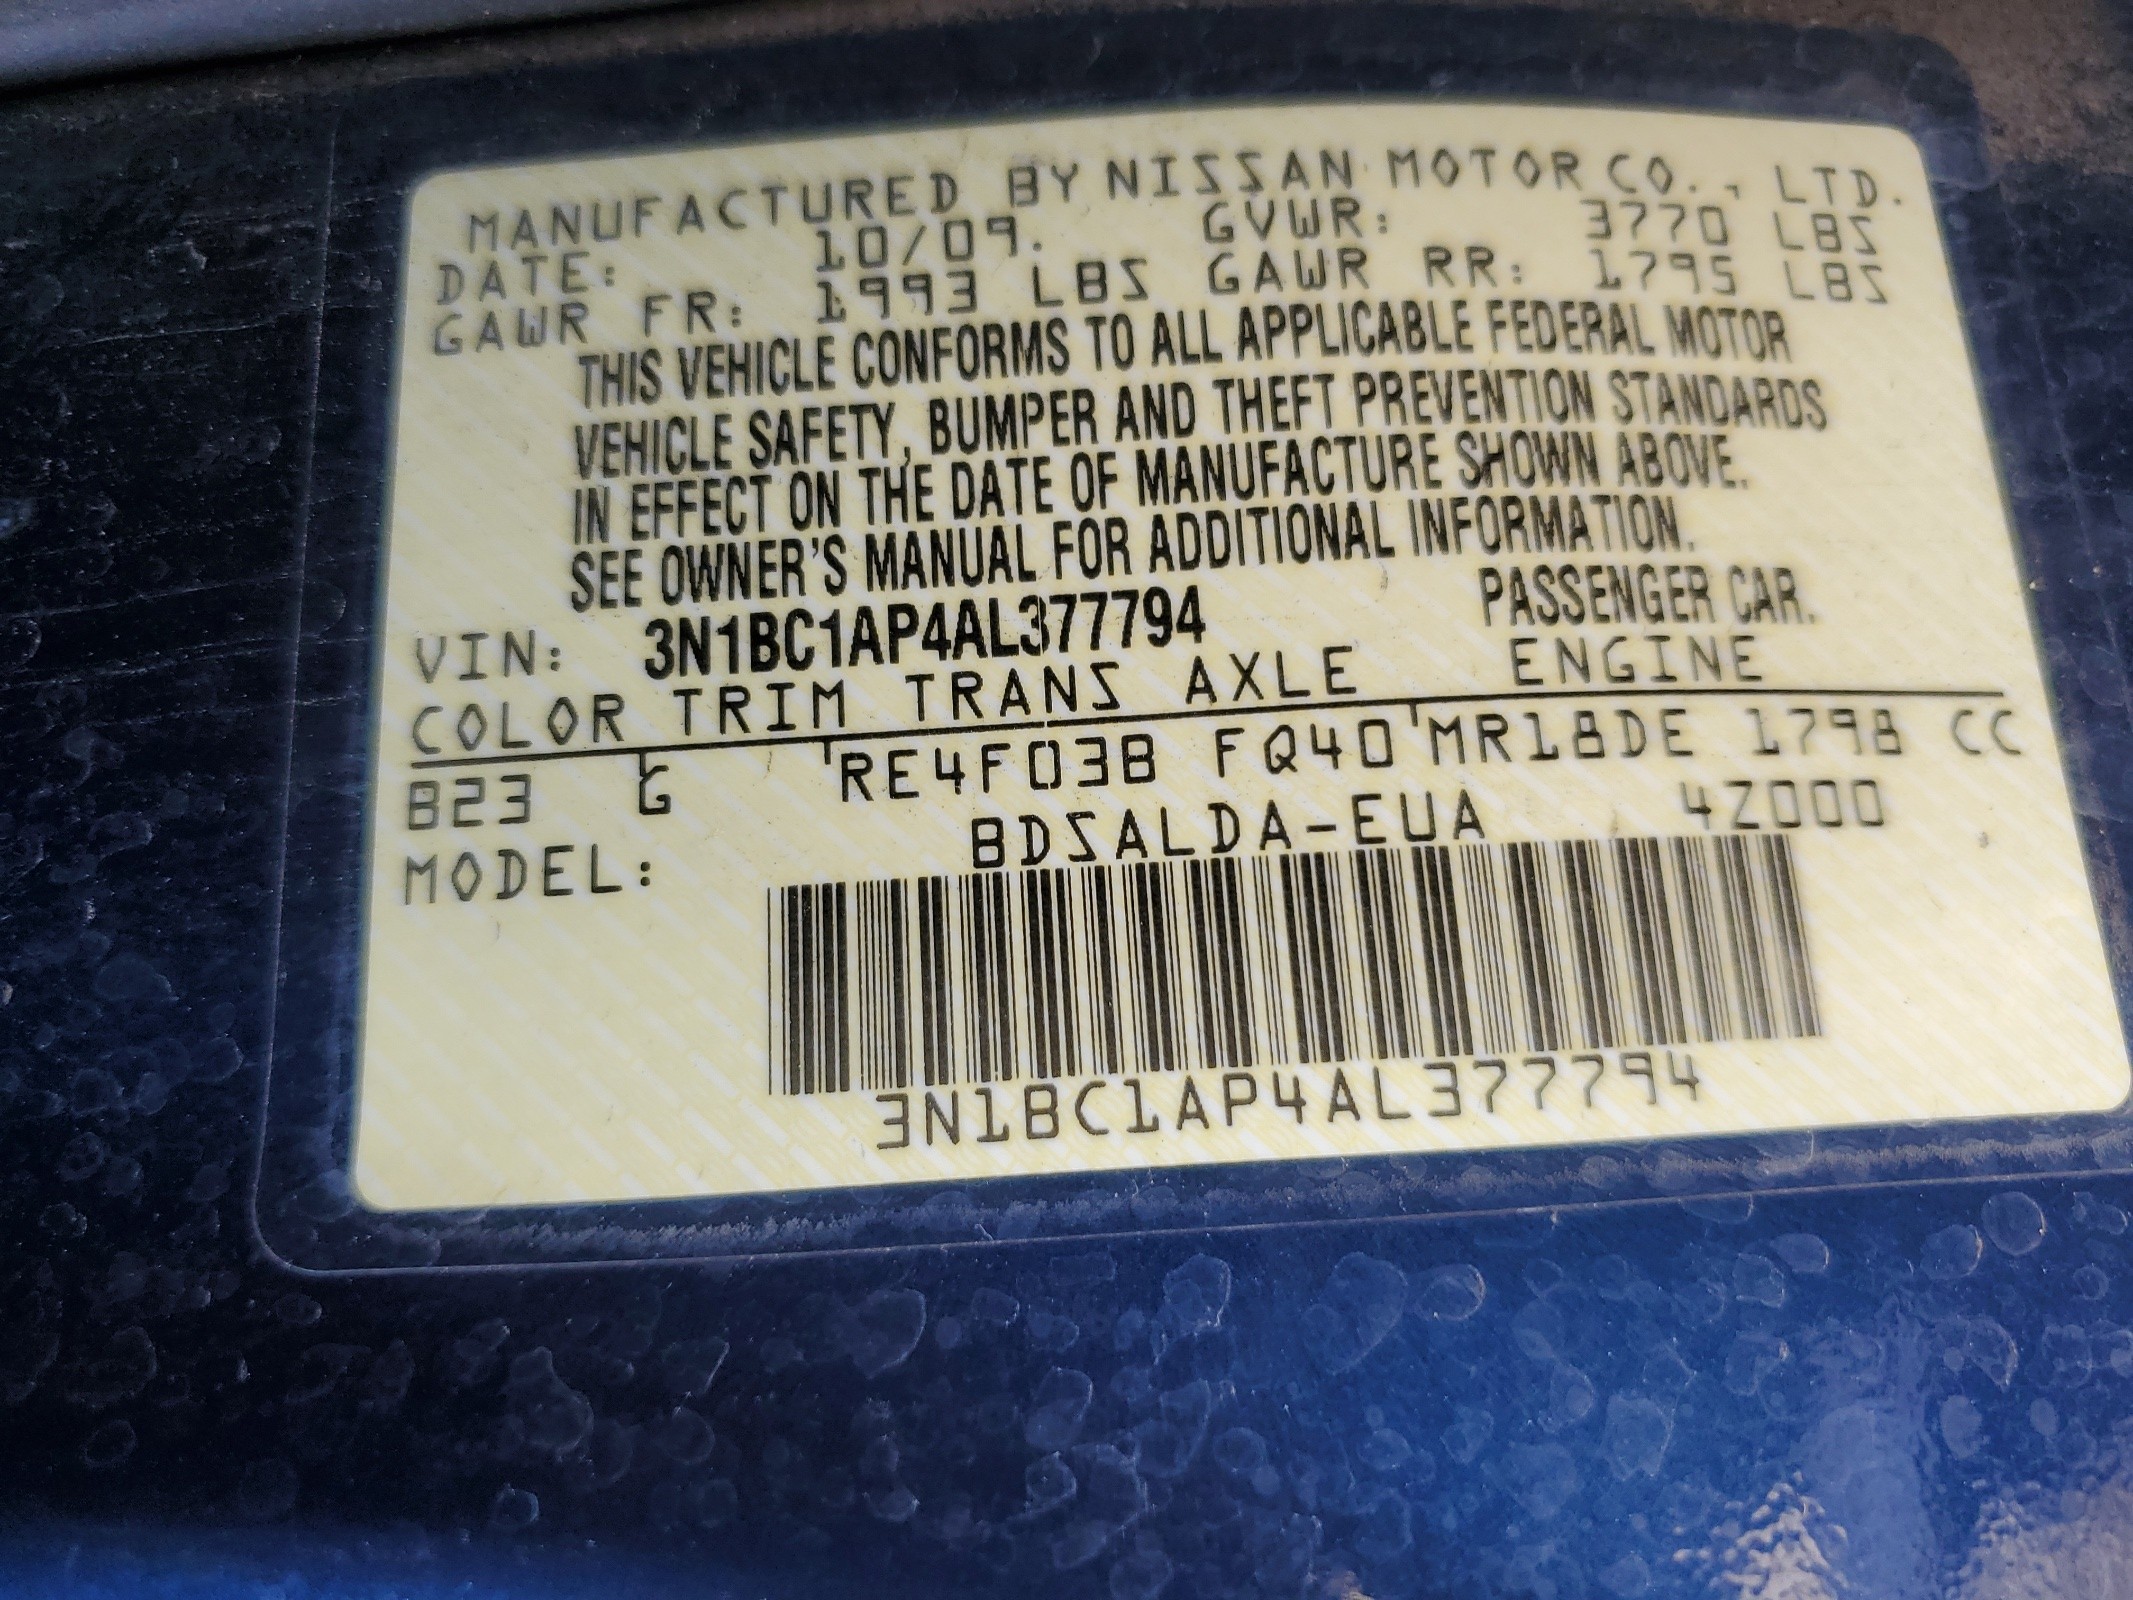 MANUFACTURED BY NISSAN MOTOR CO., LTD.
DATE: 10/09. GVWR: 3770 LBS
GAWR FR: 1993 LBS GAWR RR: 1795 LBS
THIS VEHICLE CONFORMS TO ALL APPLICABLE FEDERAL MOTOR
VEHICLE SAFETY, BUMPER AND THEFT PREVENTION STANDARDS
IN EFFECT ON THE DATE OF MANUFACTURE SHOWN ABOVE.
SEE OWNER'S MANUAL FOR ADDITIONAL INFORMATION.
VIN: 3N1BC1AP4AL377794 PASSENGER CAR.
COLOR TRIM TRANS AXLE ENGINE
B23 G RE4F03B FQ40 MR18DE 1798 CC
MODEL: BDSALDA-EUA 4Z000
3N1BC1AP4AL377794